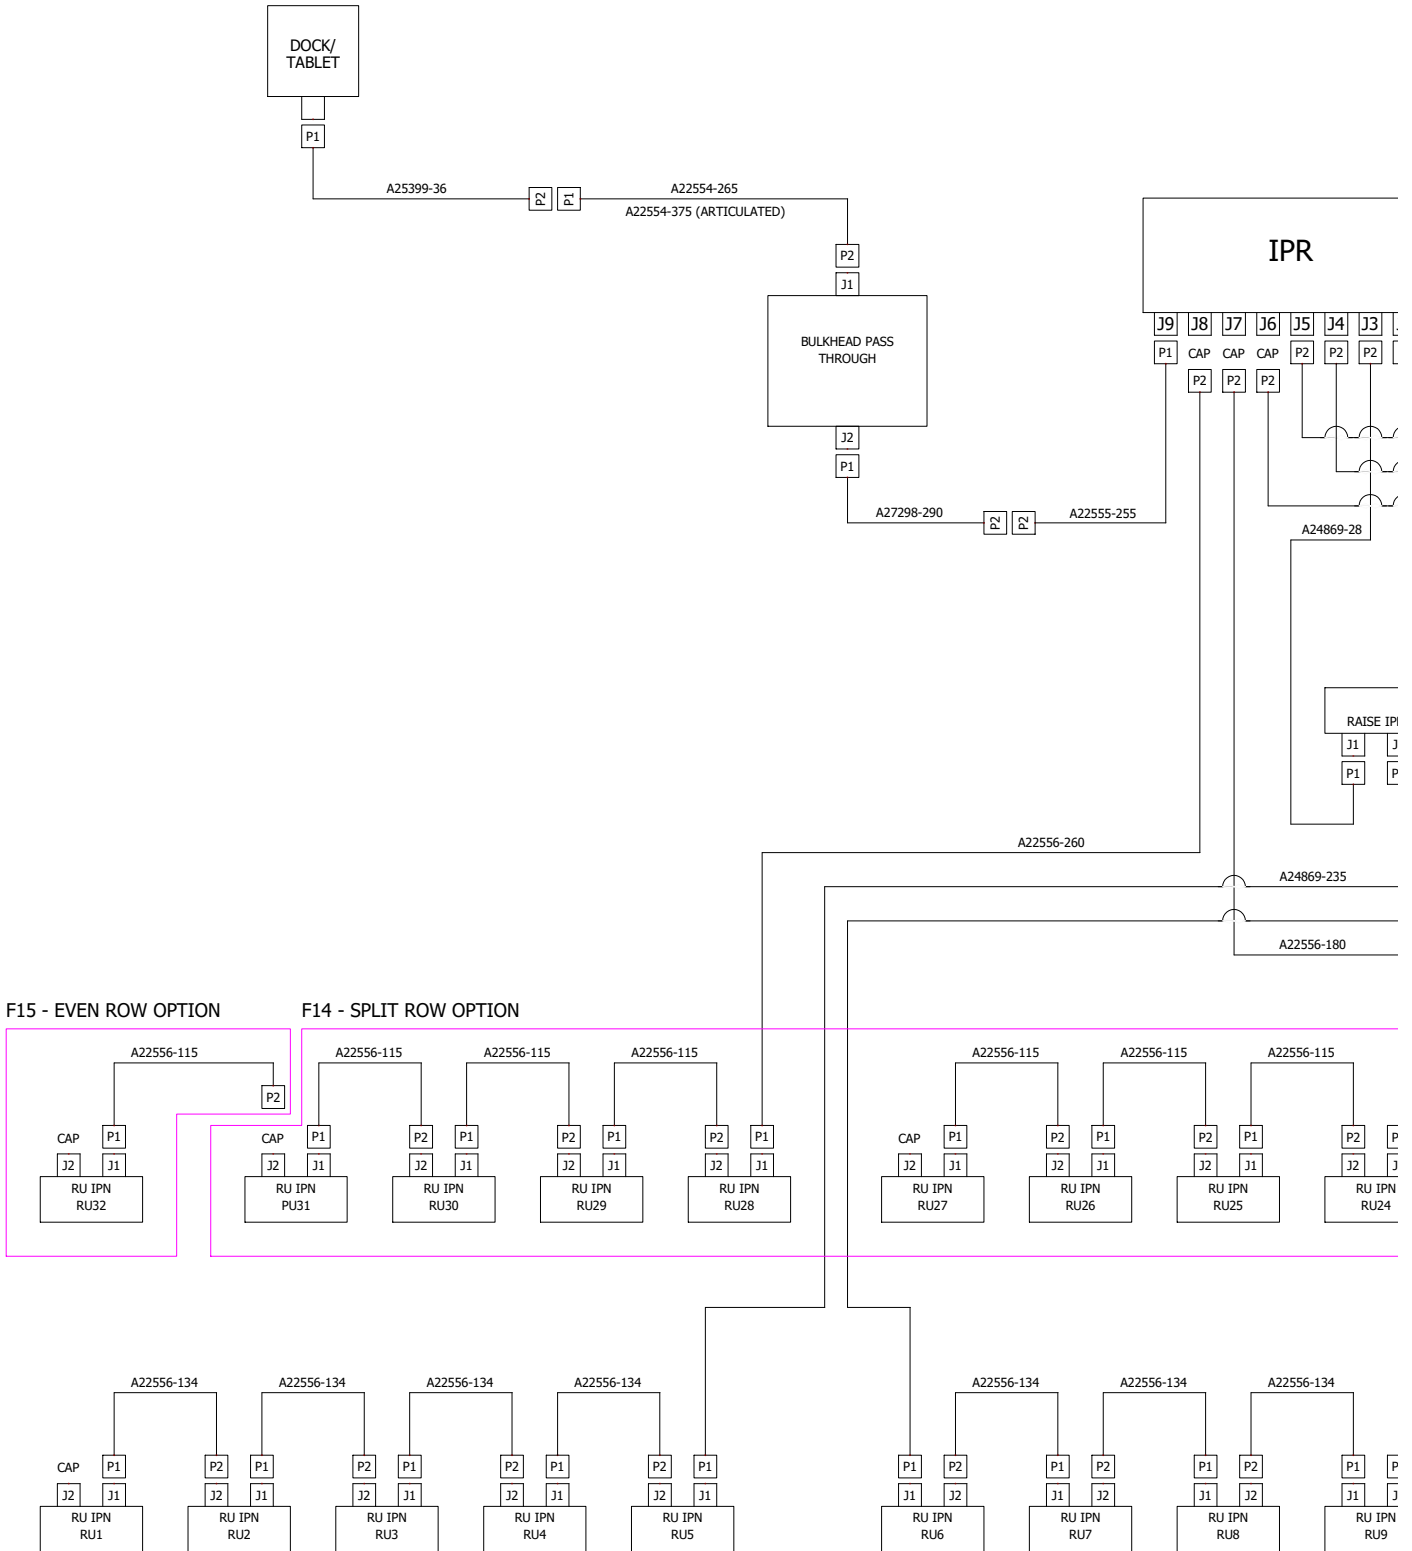 DOCK/
TABLET
P1
A25399-36
P2
P1
A22554-265
A22554-375 (ARTICULATED)
P2
J1
BULKHEAD PASS
THROUGH
J2
P1
A27298-290
P2
P2
A22555-255
IPR
J9 J8 J7 J6 J5 J4 J3
P1 CAP CAP CAP P2 P2 P2
P2 P2 P2
A24869-28
RAISE
J1
P1
A22556-260
A24869-235
A22556-180
F15 - EVEN ROW OPTION
F14 - SPLIT ROW OPTION
A22556-115 A22556-115 A22556-115 A22556-115 A22556-115 A22556-115 A22556-115
P2
CAP P1 CAP P1 P2 P1 P2 P1 P2 P1 CAP P1 P2 P1 P2 P1 P2
J2 J1 J2 J1 J2 J1 J2 J1 J2 J1 J2 J1 J2 J1 J2 J1 J2
RU IPN RU IPN RU IPN RU IPN RU IPN RU IPN RU IPN RU IPN RU IPN
RU32 PU31 RU30 RU29 RU28 RU27 RU26 RU25 RU24
A22556-134 A22556-134 A22556-134 A22556-134 A22556-134 A22556-134 A22556-134
CAP P1 P2 P1 P2 P1 P2 P1 P2 P1 P1 P2 P1 P2 P1 P2 P1
J2 J1 J2 J1 J2 J1 J2 J1 J2 J1 J1 J2 J1 J2 J1 J2 J1
RU IPN RU IPN RU IPN RU IPN RU IPN RU IPN RU IPN RU IPN RU IPN
RU1 RU2 RU3 RU4 RU5 RU6 RU7 RU8 RU9